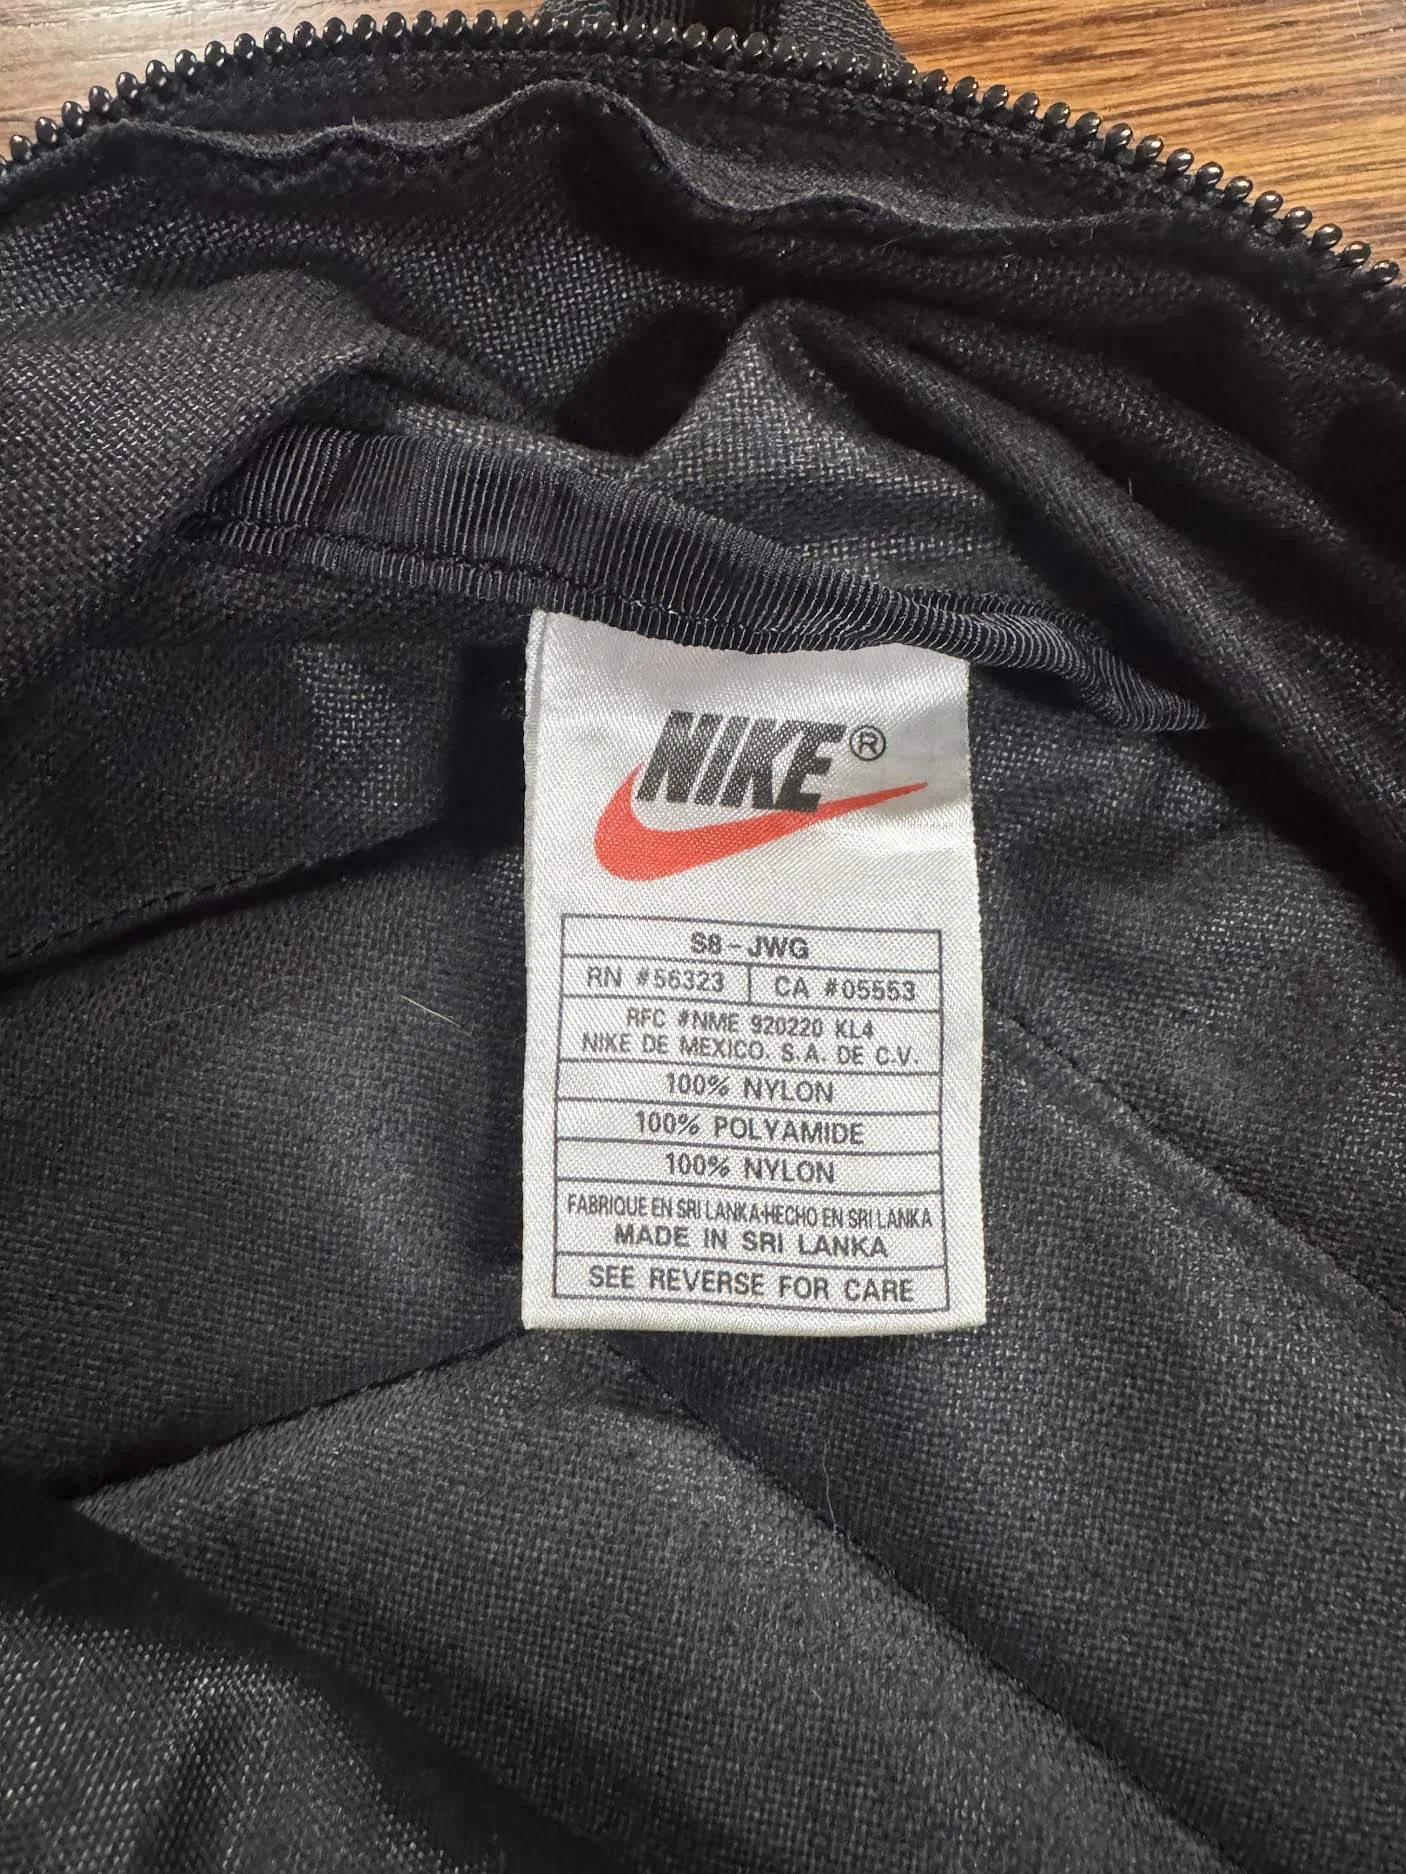 NIKE®
S8-JWG
RN #56323 CA #05553
RFC #NME 920220 KL4
NIKE DE MEXICO. S.A. DE C.V.
100% NYLON
100% POLYAMIDE
100% NYLON
FABRIQUE EN SRI LANKA·HECHO EN SRI LANKA
MADE IN SRI LANKA
SEE REVERSE FOR CARE